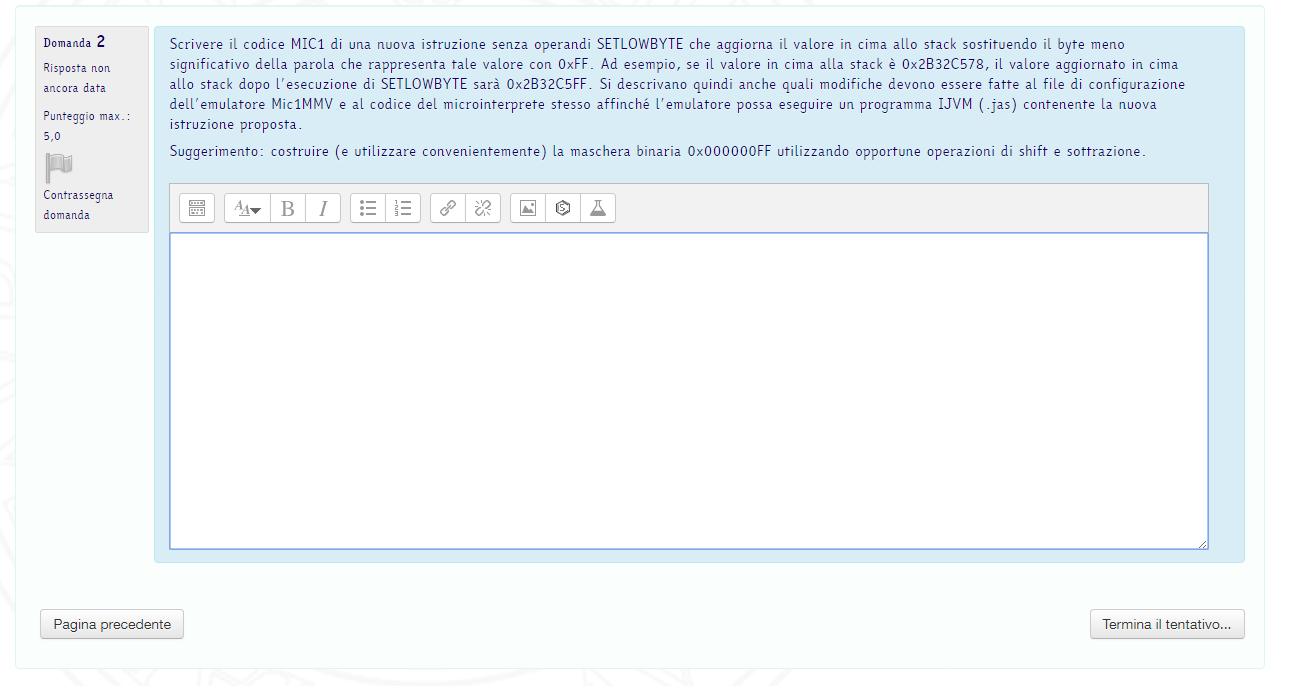 Domanda 2
Risposta non
ancora data
Punteggio max.:
5,0
Contrassegna
domanda
Scrivere il codice MIC1 di una nuova istruzione senza operandi SETLOWBYTE che aggiorna il valore in cima allo stack sostituendo il byte meno
significativo della parola che rappresenta tale valore con 0xFF. Ad esempio, se il valore in cima alla stack è 0x2B32C578, il valore aggiornato in cima
allo stack dopo l'esecuzione di SETLOWBYTE sarà 0x2B32C5FF. Si descrivano quindi anche quali modifiche devono essere fatte al file di configurazione
dell'emulatore Mic1MMV e al codice del microinterprete stesso affinché l'emulatore possa eseguire un programma IJVM (.jas) contenente la nuova
istruzione proposta.
Suggerimento: costruire (e utilizzare convenientemente) la maschera binaria 0x000000FF utilizzando opportune operazioni di shift e sottrazione.
Pagina precedente
Termina il tentativo...